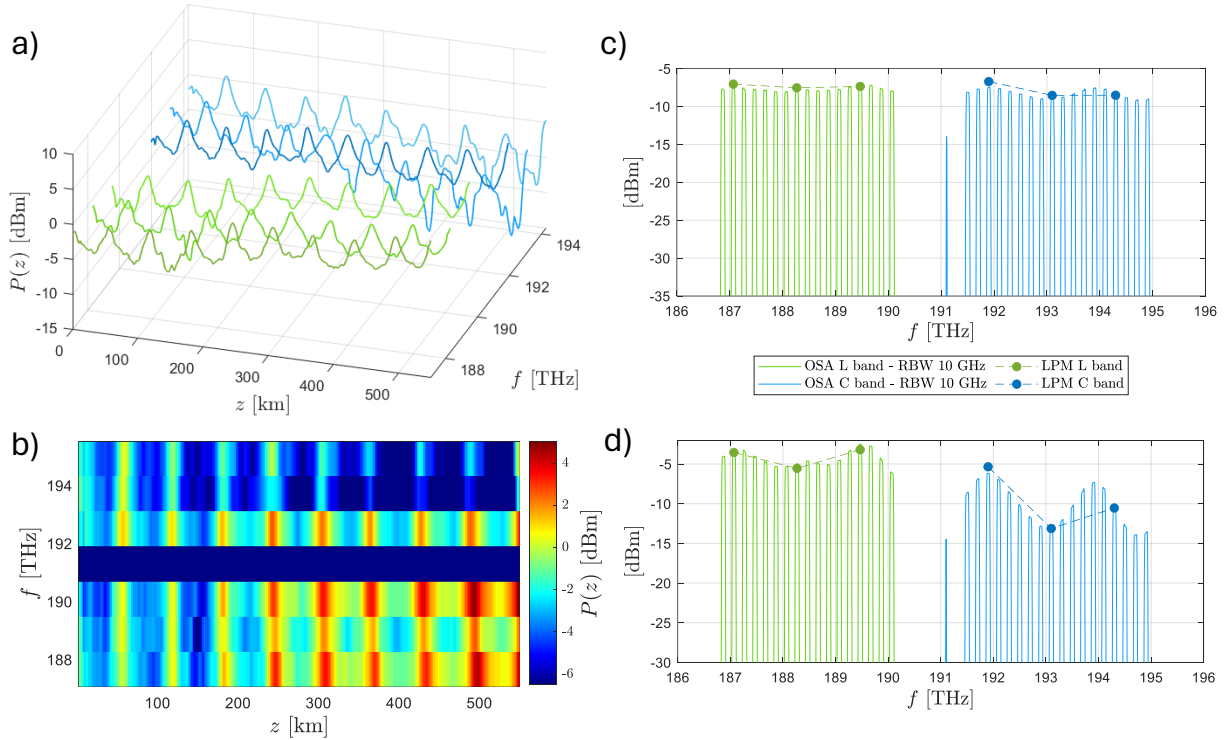 a)
10
5
0
-5
-10
-15
P(z) [dBm]
0
100
200
300
400
500
z [km]
188
190
192
194
f [THz]
b)
194
192
190
188
f [THz]
100
200
300
400
500
z [km]
4
2
0
-2
-4
-6
P(z) [dBm]
c)
-5
-10
-15
-20
-25
-30
-35
[dBm]
186 187 188 189 190 191 192 193 194 195 196
f [THz]
OSA L band - RBW 10 GHz
LPM L band
OSA C band - RBW 10 GHz
LPM C band
d)
-5
-10
-15
-20
-25
-30
[dBm]
186 187 188 189 190 191 192 193 194 195 196
f [THz]